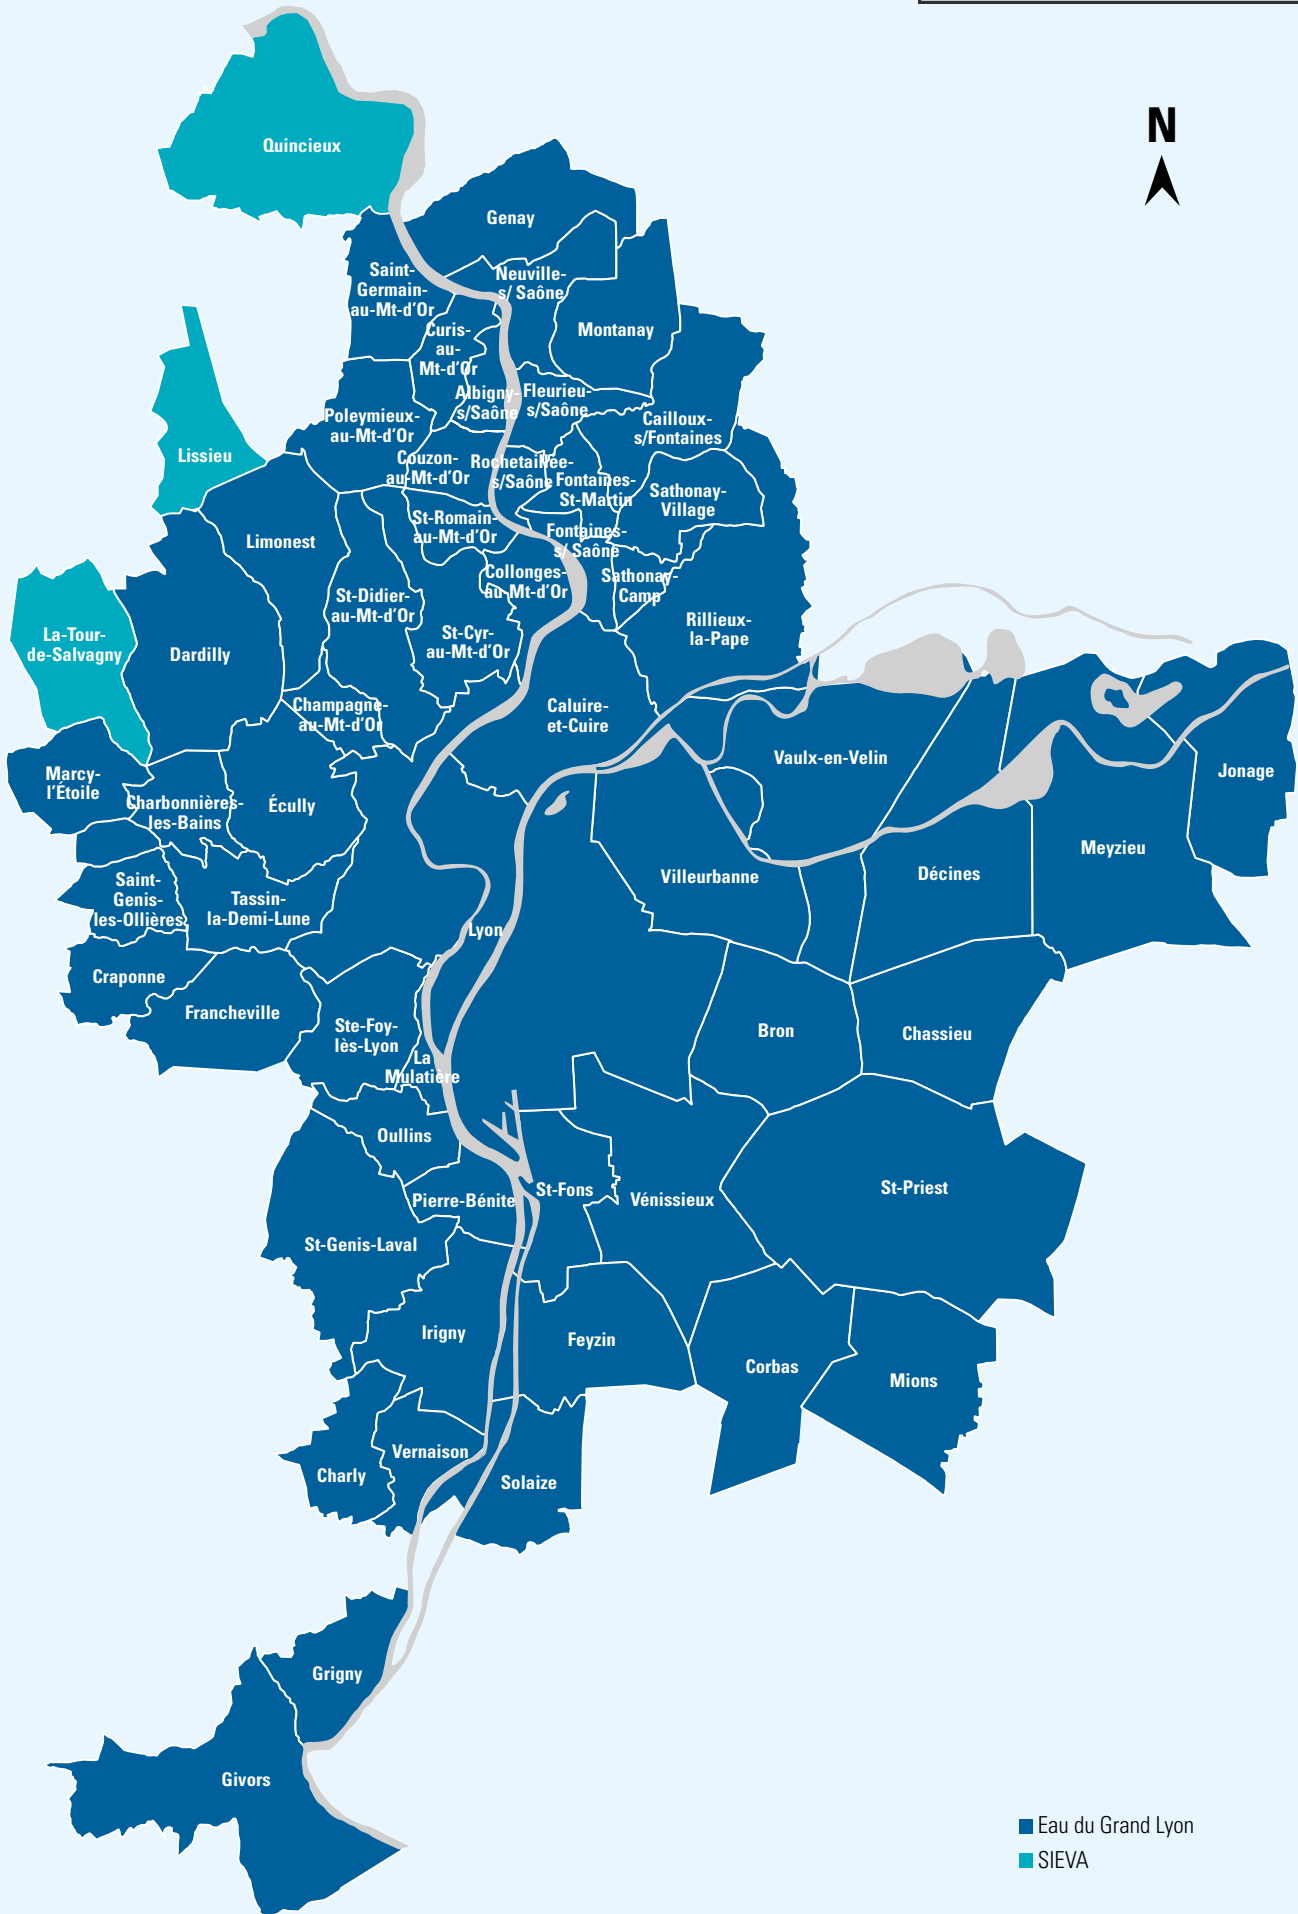 N
Quincieux
Genay
Saint-
Germain-
au-Mt-d'Or
Neuville-
s/ Saône
Montanay
Curis-
au-
Mt-d'Or
Albigny-
s/Saône
Fleurieu-
s/Saône
Poleymieux-
au-Mt-d'Or
Cailloux-
s/Fontaines
Lissieu
Couzon-
au-Mt-d'Or
Rochetaillée-
s/Saône
Fontaines-
St-Martin
Sathonay-
Village
St-Romain-
au-Mt-d'Or
Fontaines-
s/ Saône
Limonest
Collonges-
au-Mt-d'Or
Sathonay-
Camp
St-Didier-
au-Mt-d'Or
Rillieux-
la-Pape
La-Tour-
de-Salvagny
Dardilly
St-Cyr-
au-Mt-d'Or
Champagne-
au-Mt-d'Or
Caluire-
et-Cuire
Vaulx-en-Velin
Jonage
Marcy-
l'Étoile
Charbonnières-
les-Bains
Écully
Meyzieu
Villeurbanne
Décines
Saint-
Genis-
les-Ollières
Tassin-
la-Demi-Lune
Lyon
Craponne
Francheville
Ste-Foy-
lès-Lyon
La
Mulatière
Bron
Chassieu
Oullins
Pierre-Bénite
St-Fons
Vénissieux
St-Priest
St-Genis-Laval
Irigny
Feyzin
Corbas
Mions
Charly
Vernaison
Solaize
Grigny
Givors
Eau du Grand Lyon
SIEVA